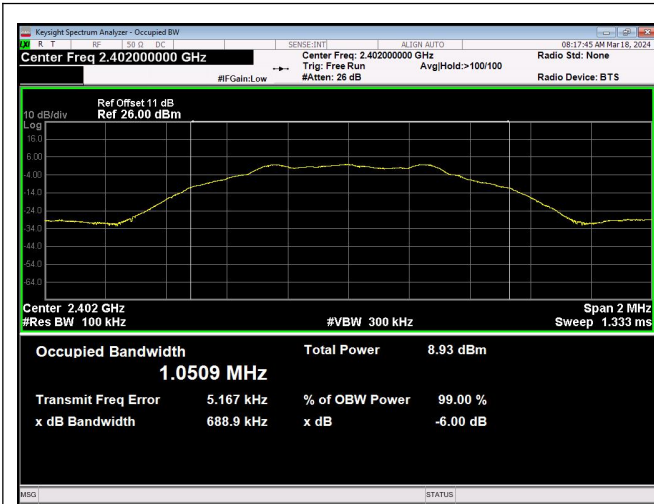 Keysight Spectrum Analyzer - Occupied BW
LXI R T RF 50 Ω DC SENSE:INT ALIGN AUTO 08:17:45 AM Mar 18, 2024
Center Freq 2.402000000 GHz Center Freq: 2.402000000 GHz Radio Std: None
Trig: Free Run Avg|Hold:>100/100
#IFGain:Low #Atten: 26 dB Radio Device: BTS
Ref Offset 11 dB
10 dB/div Ref 26.00 dBm
Log
16.0
6.00
-4.00
-14.0
-24.0
-34.0
-44.0
-54.0
-64.0
Center 2.402 GHz Span 2 MHz
#Res BW 100 kHz #VBW 300 kHz Sweep 1.333 ms
Occupied Bandwidth Total Power 8.93 dBm
1.0509 MHz
Transmit Freq Error 5.167 kHz % of OBW Power 99.00 %
x dB Bandwidth 688.9 kHz x dB -6.00 dB
MSG STATUS